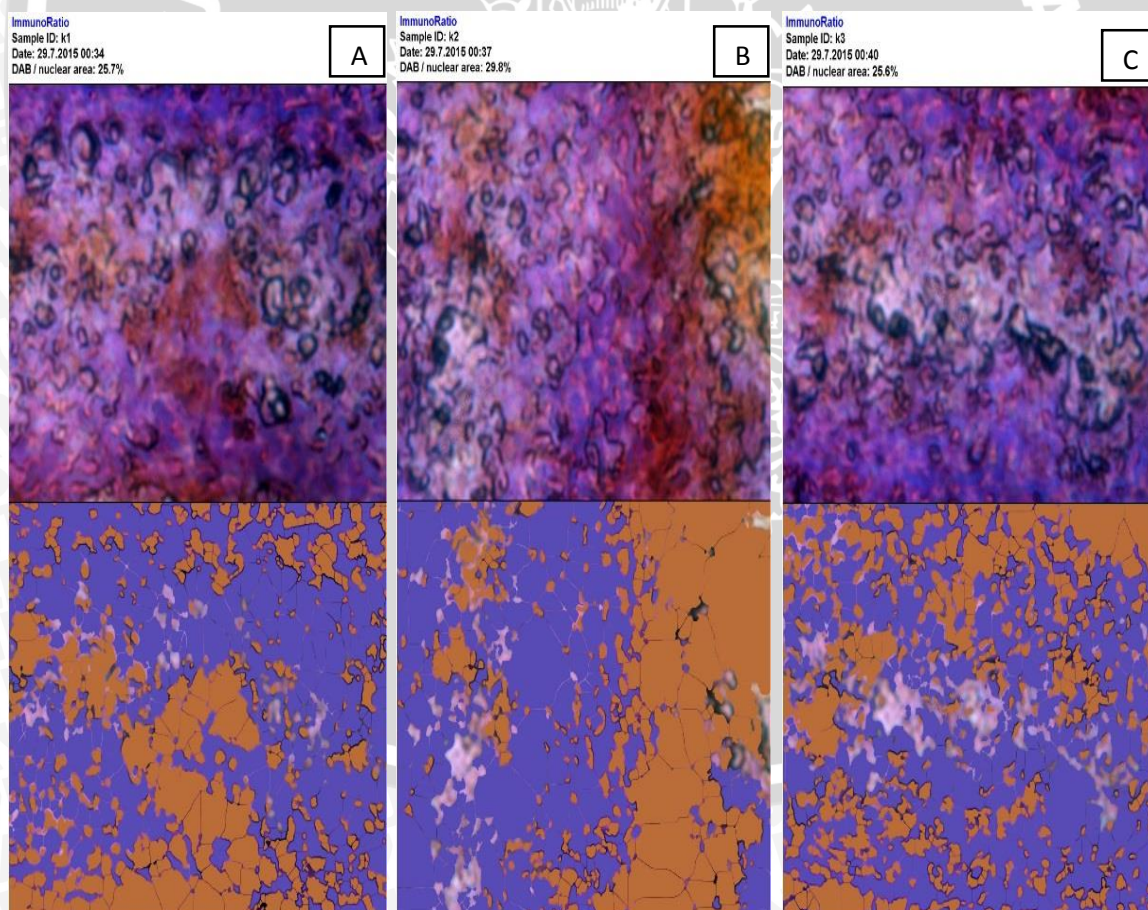 ImmunoRatio
Sample ID: k1
Date: 29.7.2015 00:34
DAB / nuclear area: 25.7%
A
ImmunoRatio
Sample ID: k2
Date: 29.7.2015 00:37
DAB / nuclear area: 29.8%
B
ImmunoRatio
Sample ID: k3
Date: 29.7.2015 00:40
DAB / nuclear area: 25.6%
C